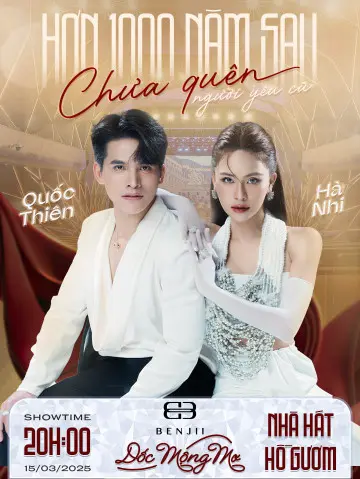 HƠN 1000 NĂM SAU
Chưa quên
người yêu cũ
Quốc
Thiên
Hà
Nhi
SHOWTIME
20H:00
15/03/2025
BENJII
Dốc Mộng Mơ
NHÀ HÁT
HỒ GƯƠM